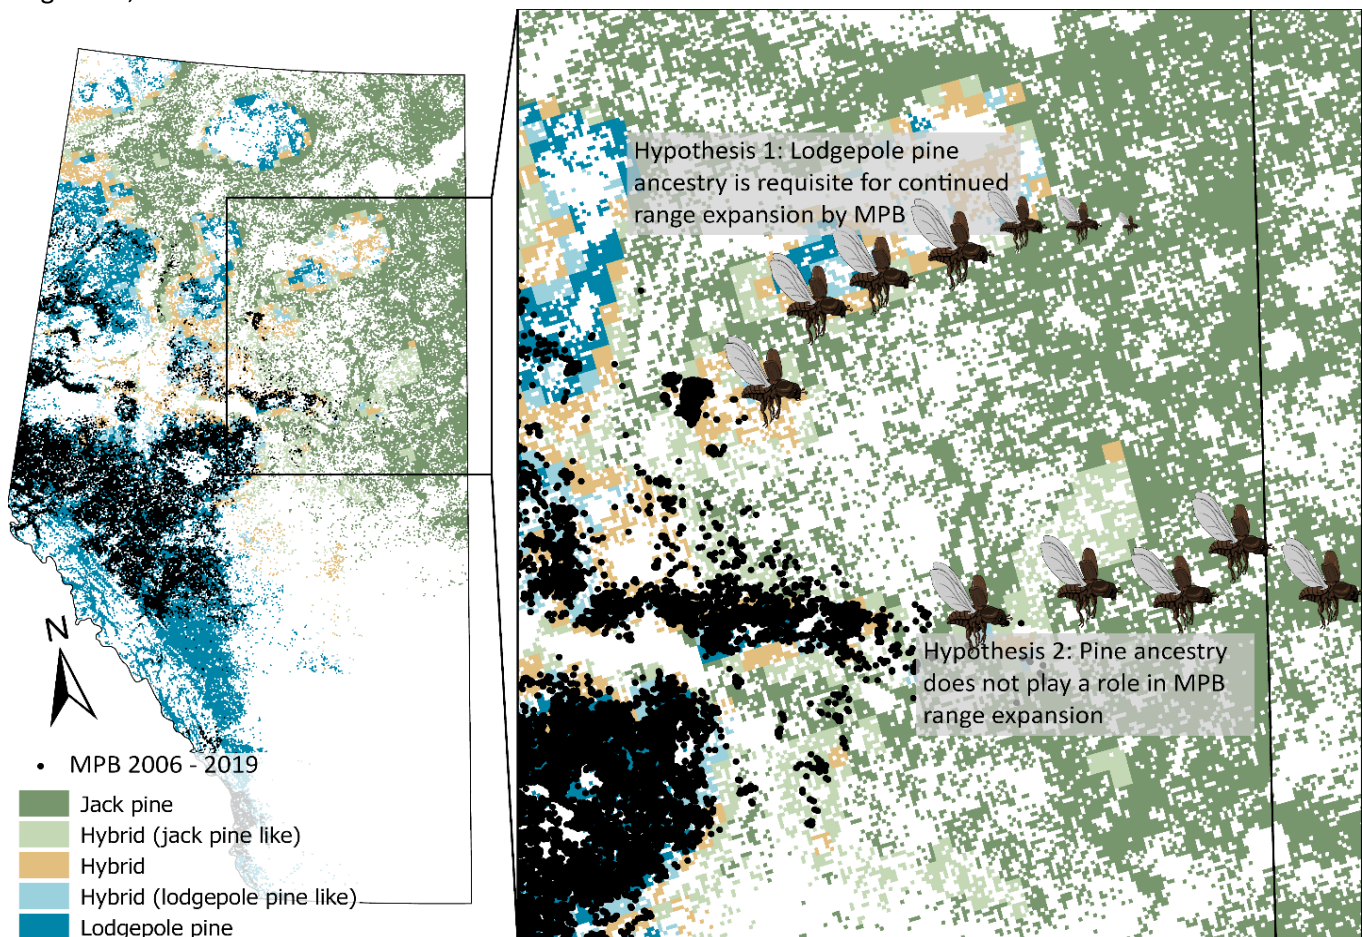 Hypothesis 1: Lodgepole pine
ancestry is requisite for continued
range expansion by MPB
Hypothesis 2: Pine ancestry
does not play a role in MPB
range expansion
N
MPB 2006 - 2019
Jack pine
Hybrid (jack pine like)
Hybrid
Hybrid (lodgepole pine like)
Lodgepole pine